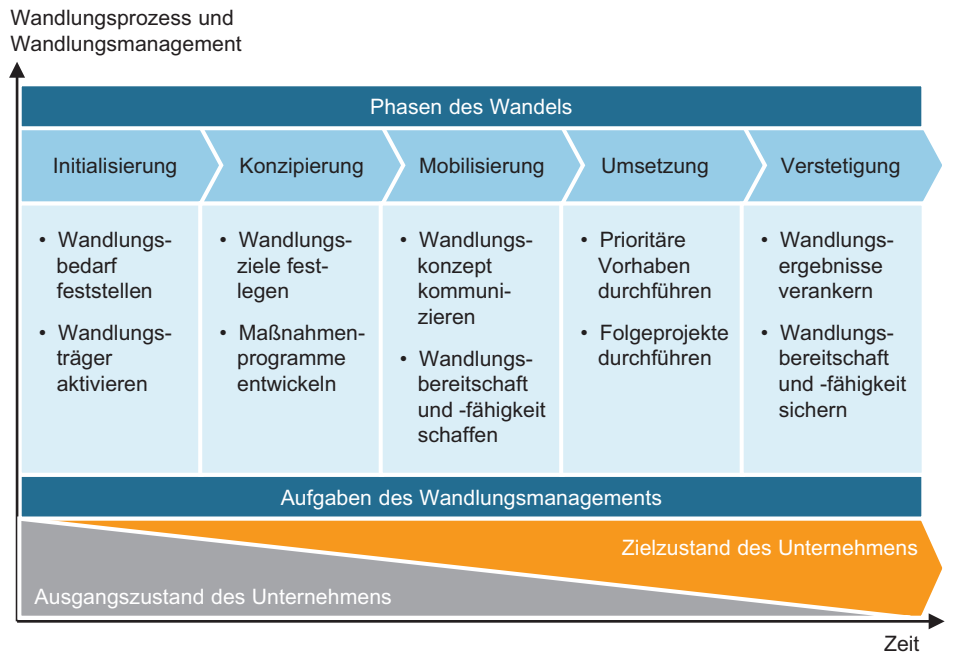 Wandlungsprozess und
Wandlungsmanagement
Phasen des Wandels
Initialisierung
Konzipierung
Mobilisierung
Umsetzung
Verstetigung
• Wandlungs-
bedarf
feststellen
• Wandlungs-
träger
aktivieren
• Wandlungs-
ziele fest-
legen
• Maßnahmen-
programme
entwickeln
• Wandlungs-
konzept
kommuni-
zieren
• Wandlungs-
bereitschaft
und -fähigkeit
schaffen
• Prioritäre
Vorhaben
durchführen
• Folgeprojekte
durchführen
• Wandlungs-
ergebnisse
verankern
• Wandlungs-
bereitschaft
und -fähigkeit
sichern
Aufgaben des Wandlungsmanagements
Zielzustand des Unternehmens
Ausgangszustand des Unternehmens
Zeit